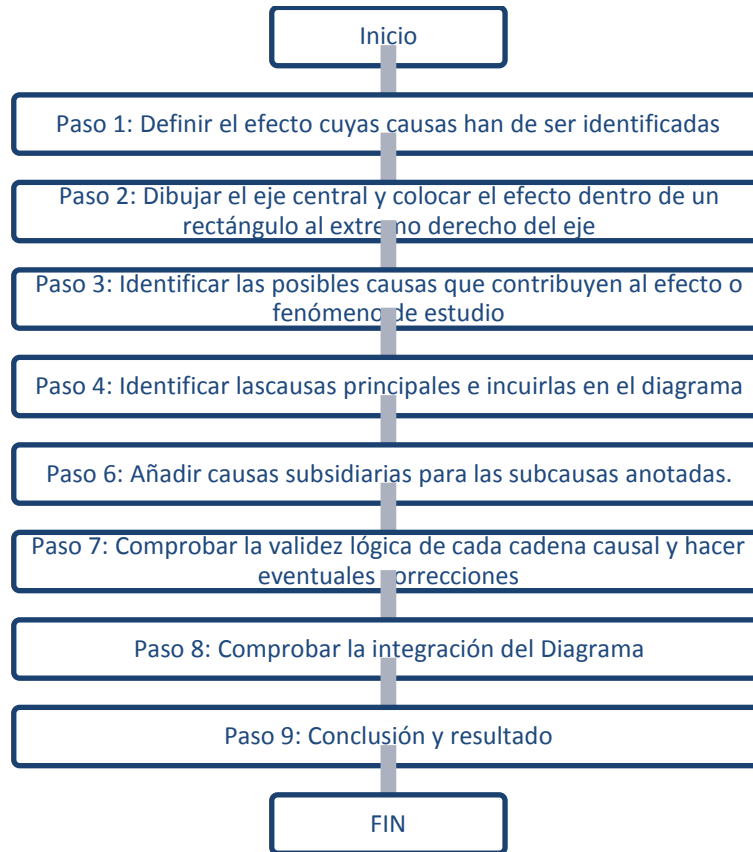 Inicio
Paso 1: Definir el efecto cuyas causas han de ser identificadas
Paso 2: Dibujar el eje central y colocar el efecto dentro de un
rectángulo al extremo derecho del eje
Paso 3: Identificar las posibles causas que contribuyen al efecto o
fenómeno de estudio
Paso 4: Identificar lascausas principales e incuirlas en el diagrama
Paso 6: Añadir causas subsidiarias para las subcausas anotadas.
Paso 7: Comprobar la validez lógica de cada cadena causal y hacer
eventuales correcciones
Paso 8: Comprobar la integración del Diagrama
Paso 9: Conclusión y resultado
FIN